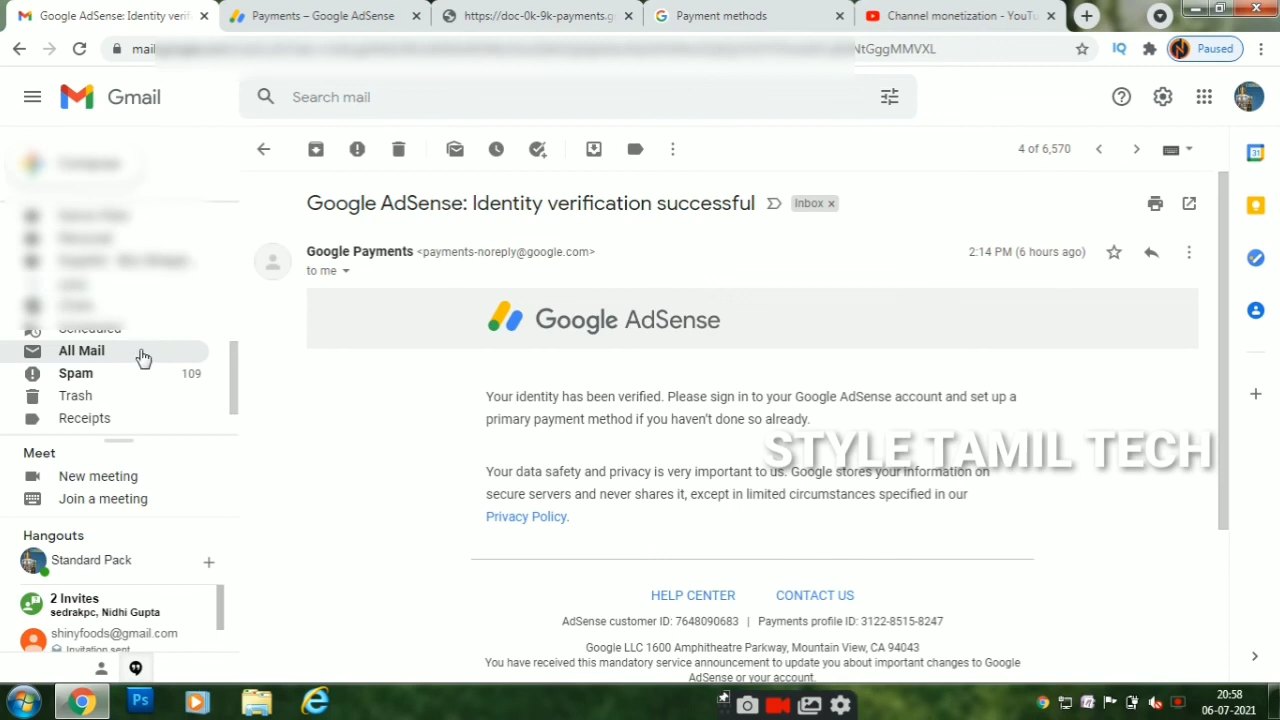 Google AdSense: Identity verif
Payments – Google AdSense
https://doc-0k-9k-payments.g
Payment methods
Channel monetization - YouTu
mail
NtGggMMVXL
IQ
Paused
Gmail
Search mail
Compose
4 of 6,570
Google AdSense: Identity verification successful
Inbox ×
Google Payments <payments-noreply@google.com>
2:14 PM (6 hours ago)
to me
Google AdSense
Scheduled
All Mail
Spam 109
Trash
Receipts
Your identity has been verified. Please sign in to your Google AdSense account and set up a
primary payment method if you haven't done so already.
STYLE TAMIL TECH
Your data safety and privacy is very important to us. Google stores your information on
secure servers and never shares it, except in limited circumstances specified in our
Privacy Policy.
Meet
New meeting
Join a meeting
Hangouts
Standard Pack
2 Invites
sedrakpc, Nidhi Gupta
shinyfoods@gmail.com
Invitation sent
HELP CENTER CONTACT US
AdSense customer ID: 7648090683 | Payments profile ID: 3122-8515-8247
Google LLC 1600 Amphitheatre Parkway, Mountain View, CA 94043
You have received this mandatory service announcement to update you about important changes to Google
AdSense or your account.
31
Ps
20:58
06-07-2021